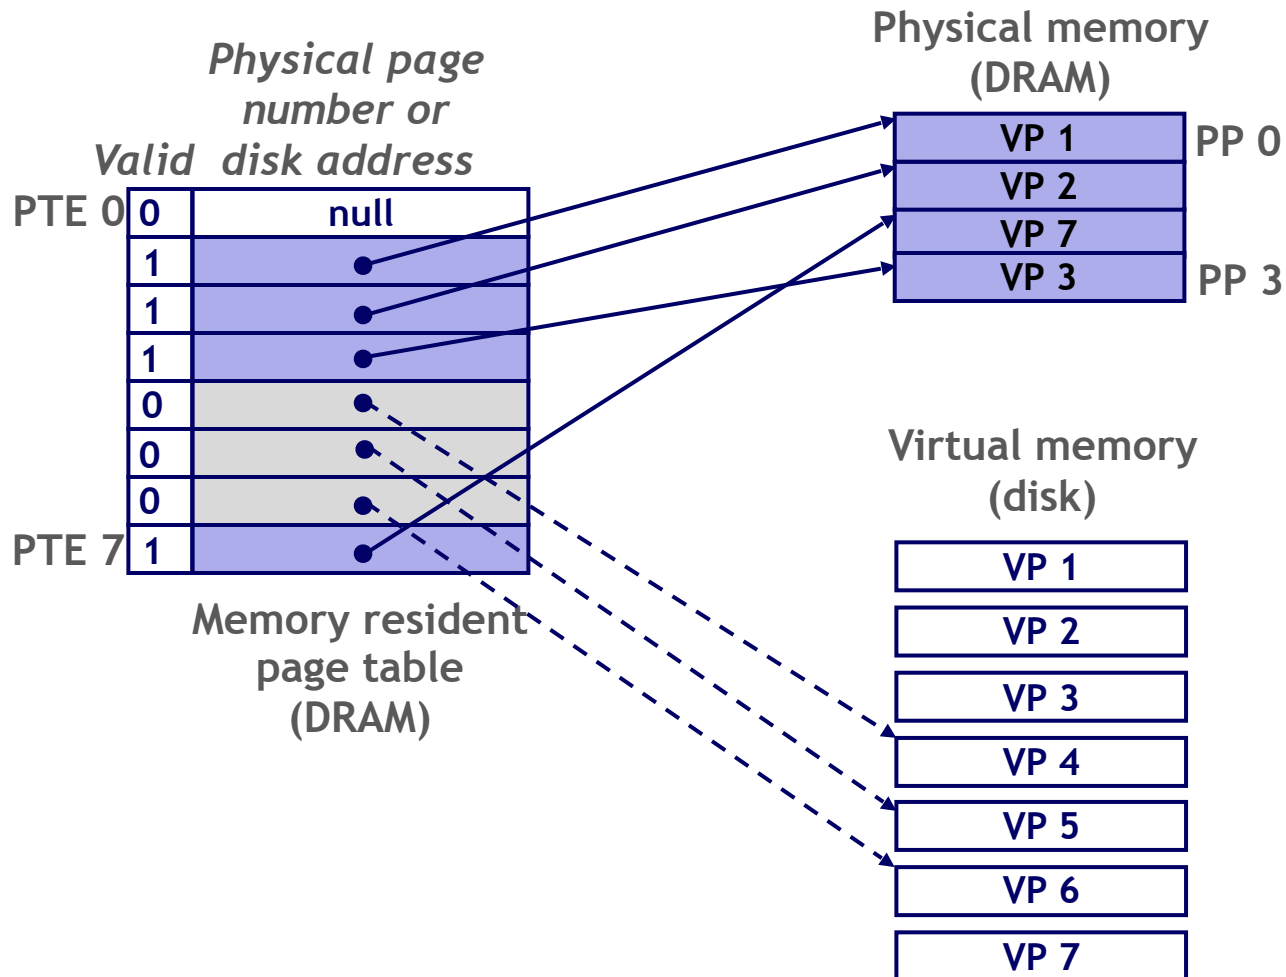 Physical page
number or
Valid disk address
PTE 0 0 null
1
1
1
0
0
0
PTE 7 1
Memory resident
page table
(DRAM)
Physical memory
(DRAM)
VP 1 PP 0
VP 2
VP 7
VP 3 PP 3
Virtual memory
(disk)
VP 1
VP 2
VP 3
VP 4
VP 5
VP 6
VP 7